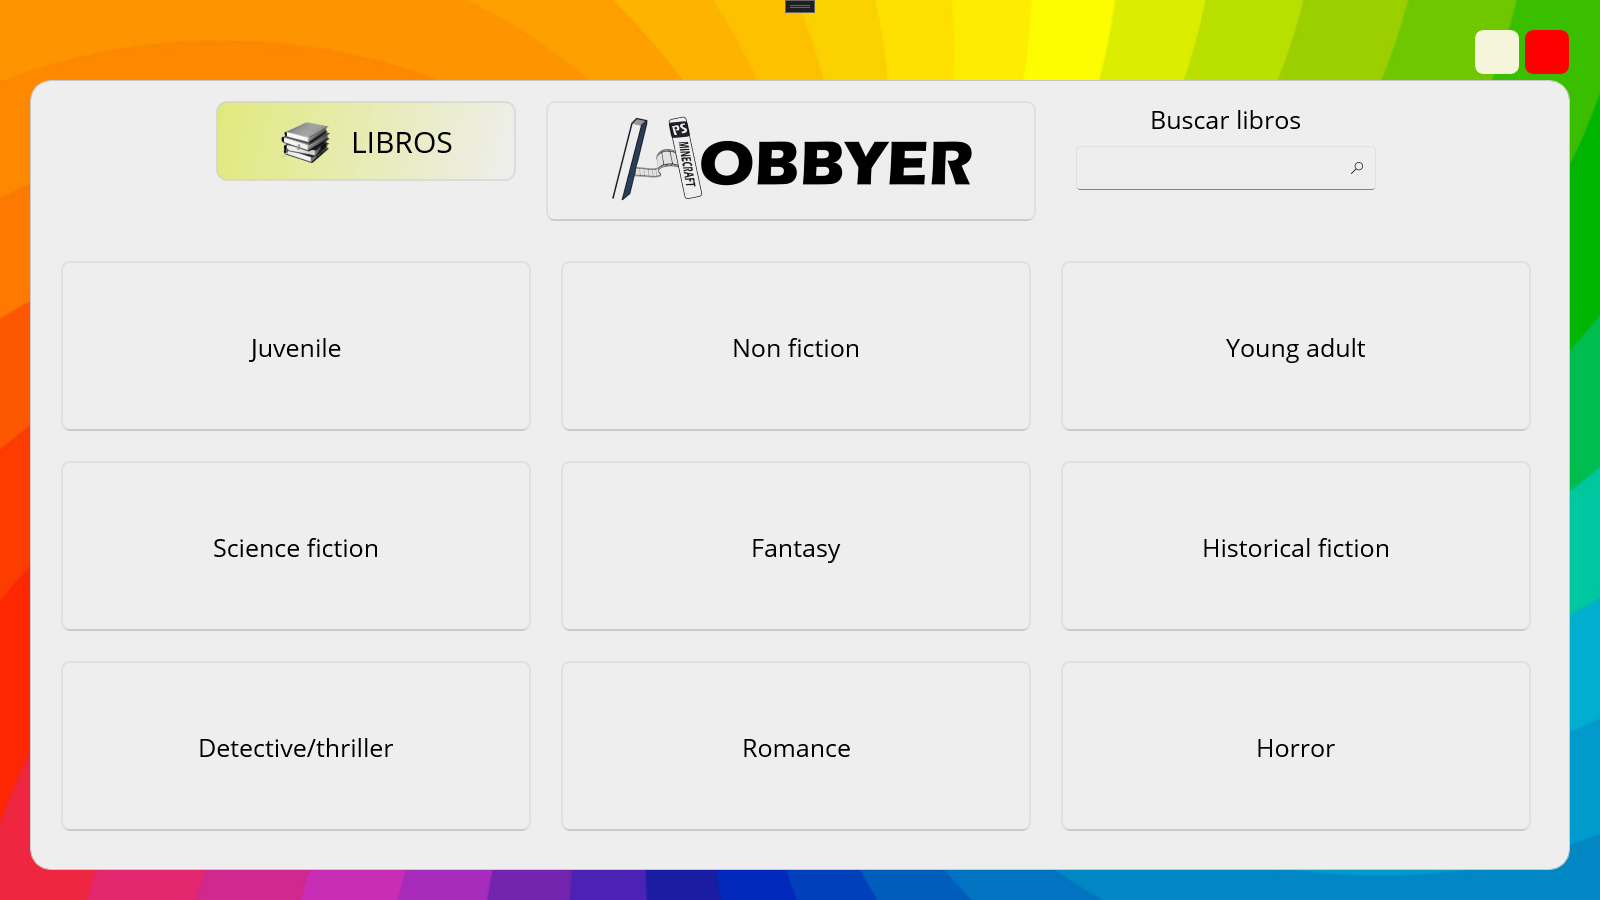 LIBROS
PS
MINECRAFT
HOBBYER
Buscar libros
Juvenile
Non fiction
Young adult
Science fiction
Fantasy
Historical fiction
Detective/thriller
Romance
Horror